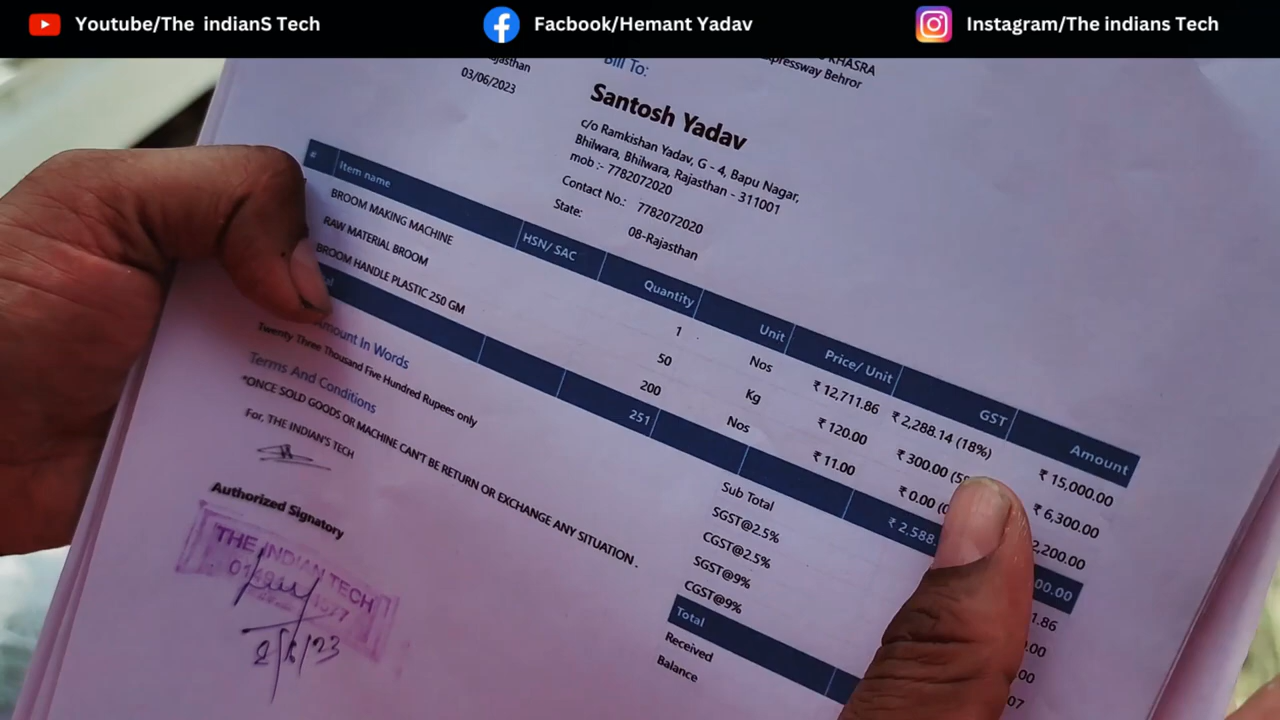 Youtube/The indianS Tech
Facbook/Hemant Yadav
Instagram/The indians Tech
KHASRA
Behror
03/06/2023
Bill To:
Santosh Yadav
c/o Ramkishan Yadav, G - 4, Bapu Nagar,
Bhilwara, Bhilwara, Rajasthan - 311001
mob :- 7782072020
Contact No.: 7782072020
State: 08-Rajasthan
# Item name HSN/ SAC Quantity Unit Price/ Unit GST Amount
BROOM MAKING MACHINE 1 Nos ₹ 12,711.86 ₹ 2,288.14 (18%) ₹ 15,000.00
RAW MATERIAL BROOM 50 Kg ₹ 120.00 ₹ 300.00 ₹ 6,300.00
BROOM HANDLE PLASTIC 250 GM 200 Nos ₹ 11.00 ₹ 0.00 2,200.00
251 ₹ 2,588.
Amount In Words
Twenty Three Thousand Five Hundred Rupees only
Terms And Conditions
*ONCE SOLD GOODS OR MACHINE CAN'T BE RETURN OR EXCHANGE ANY SITUATION.
For, THE INDIAN'S TECH
Authorized Signatory
THE INDIAN TECH
Sub Total
SGST@2.5%
CGST@2.5%
SGST@9%
CGST@9%
Total
Received
Balance